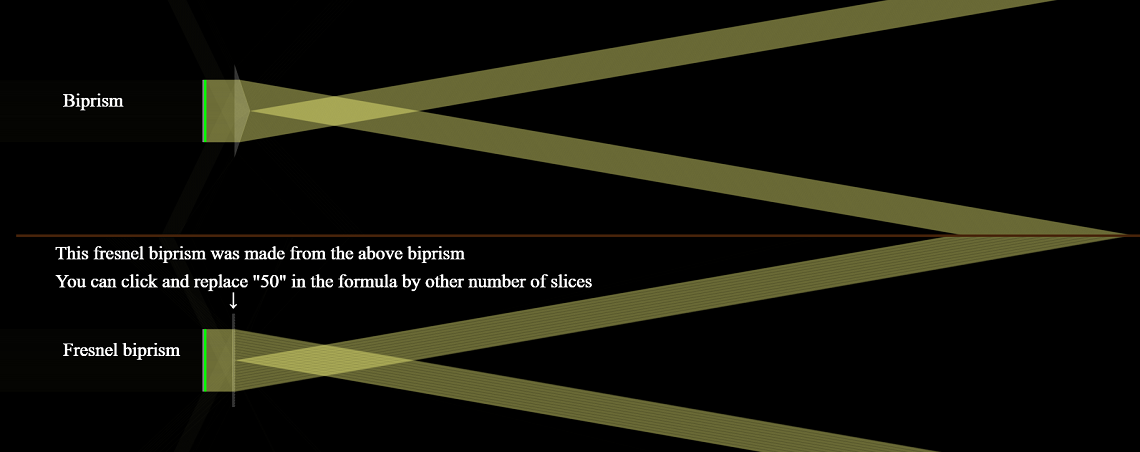 Biprism
This fresnel biprism was made from the above biprism
You can click and replace "50" in the formula by other number of slices
↓
Fresnel biprism